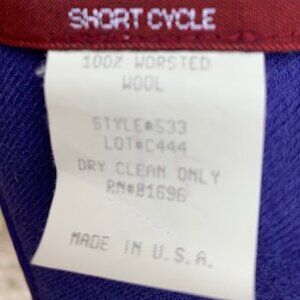 SHORT CYCLE
100% WORSTED
WOOL
STYLE#533
LOT#C444
DRY CLEAN ONLY
RN#81696
MADE IN U.S.A.